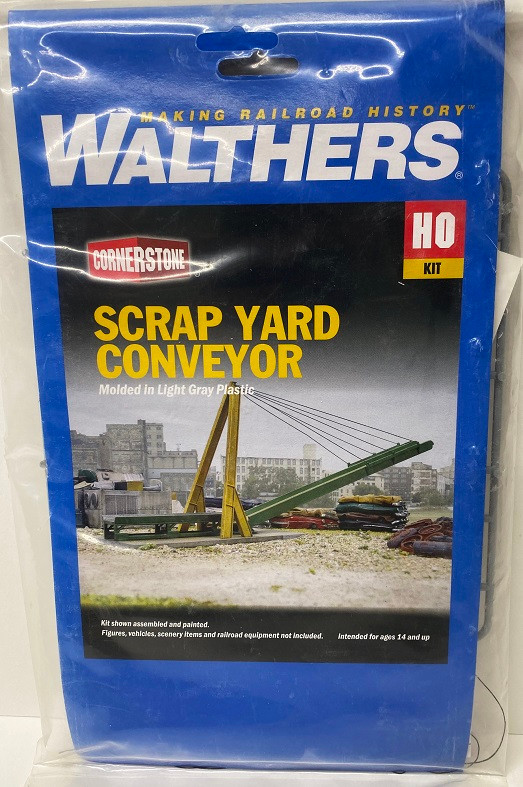 MAKING RAILROAD HISTORY™
WALTHERS®
HO
KIT
CORNERSTONE
SCRAP YARD
CONVEYOR
Molded in Light Gray Plastic
Kit shown assembled and painted.
Figures, vehicles, scenery items and railroad equipment not included. Intended for ages 14 and up